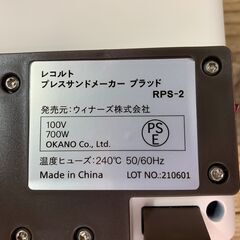 レコルト
プレスサンドメーカー プラッド
RPS-2
発売元：ウィナーズ株式会社
100V
700W
OKANO Co., Ltd.
PS
E
温度ヒューズ：240℃ 50/60Hz
Made in China
LOT NO.:210601